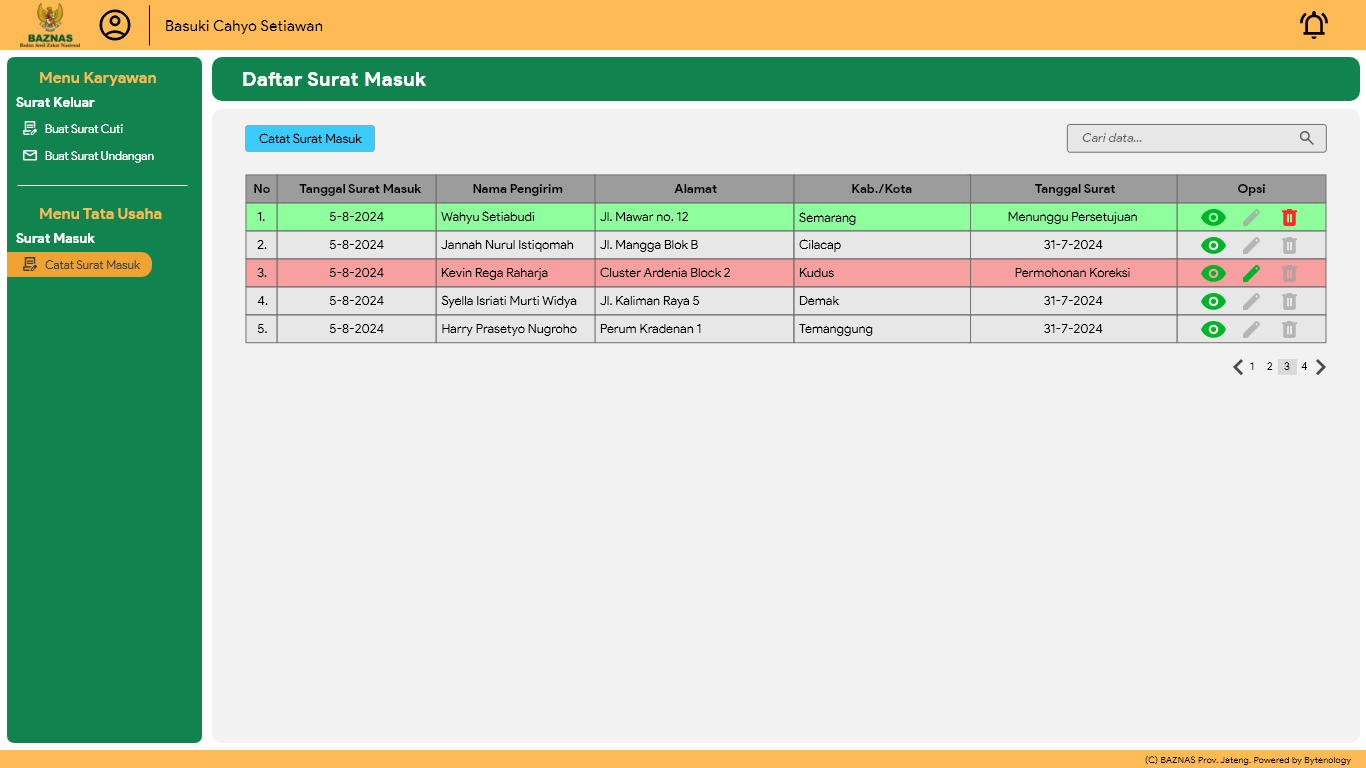 BAZNAS
Badan Amil Zakat Nasional
Basuki Cahyo Setiawan
Menu Karyawan
Surat Keluar
Buat Surat Cuti
Buat Surat Undangan
Menu Tata Usaha
Surat Masuk
Catat Surat Masuk
Daftar Surat Masuk
Catat Surat Masuk
Cari data...
No Tanggal Surat Masuk Nama Pengirim Alamat Kab./Kota Tanggal Surat Opsi
1. 5-8-2024 Wahyu Setiabudi Jl. Mawar no. 12 Semarang Menunggu Persetujuan
2. 5-8-2024 Jannah Nurul Istiqomah Jl. Mangga Blok B Cilacap 31-7-2024
3. 5-8-2024 Kevin Rega Raharja Cluster Ardenia Block 2 Kudus Permohonan Koreksi
4. 5-8-2024 Syella Isriati Murti Widya Jl. Kaliman Raya 5 Demak 31-7-2024
5. 5-8-2024 Harry Prasetyo Nugroho Perum Kradenan 1 Temanggung 31-7-2024
1 2 3 4
(C) BAZNAS Prov. Jateng. Powered by Bytenology